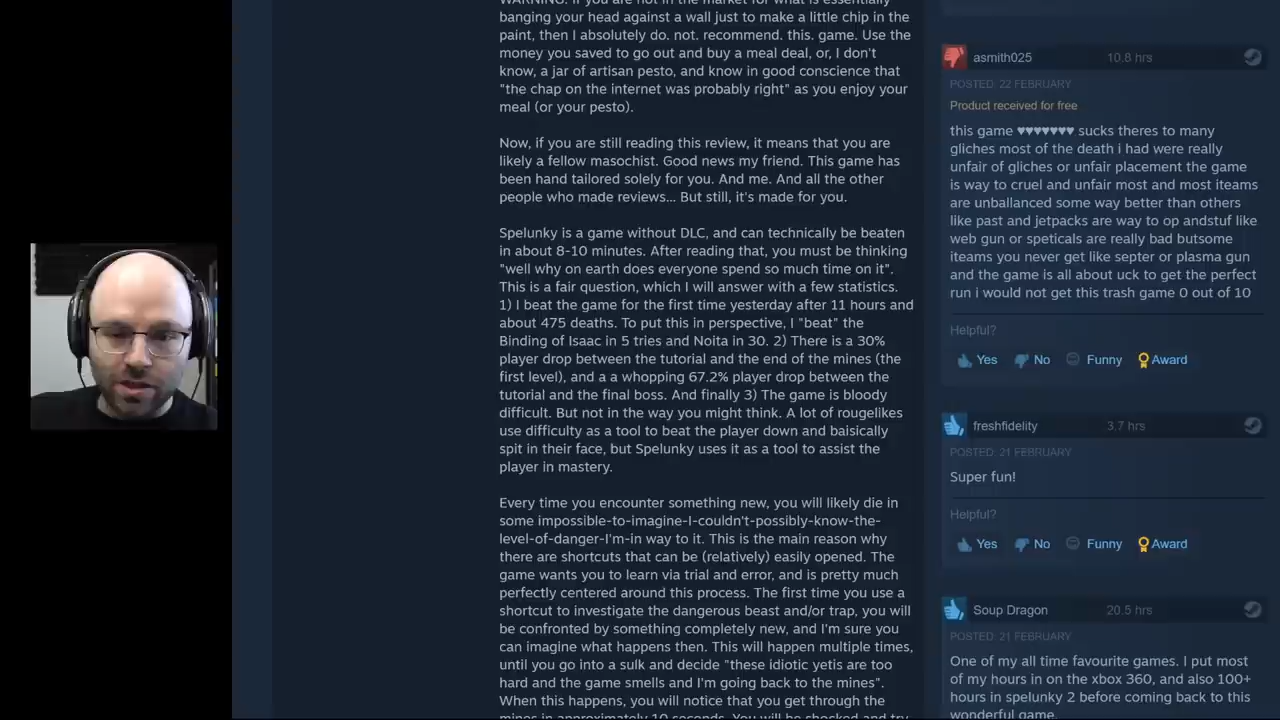 WARNING: If you are not in the market for what is essentially
banging your head against a wall just to make a little chip in the
paint, then I absolutely do. not. recommend. this. game. Use the
money you saved to go out and buy a meal deal, or, I don't
know, a jar of artisan pesto, and know in good conscience that
"the chap on the internet was probably right" as you enjoy your
meal (or your pesto).
Now, if you are still reading this review, it means that you are
likely a fellow masochist. Good news my friend. This game has
been hand tailored solely for you. And me. And all the other
people who made reviews... But still, it's made for you.
Spelunky is a game without DLC, and can technically be beaten
in about 8-10 minutes. After reading that, you must be thinking
"well why on earth does everyone spend so much time on it".
This is a fair question, which I will answer with a few statistics.
1) I beat the game for the first time yesterday after 11 hours and
about 475 deaths. To put this in perspective, I "beat" the
Binding of Isaac in 5 tries and Noita in 30. 2) There is a 30%
player drop between the tutorial and the end of the mines (the
first level), and a a whopping 67.2% player drop between the
tutorial and the final boss. And finally 3) The game is bloody
difficult. But not in the way you might think. A lot of rougelikes
use difficulty as a tool to beat the player down and baisically
spit in their face, but Spelunky uses it as a tool to assist the
player in mastery.
Every time you encounter something new, you will likely die in
some impossible-to-imagine-I-couldn't-possibly-know-the-
level-of-danger-I'm-in way to it. This is the main reason why
there are shortcuts that can be (relatively) easily opened. The
game wants you to learn via trial and error, and is pretty much
perfectly centered around this process. The first time you use a
shortcut to investigate the dangerous beast and/or trap, you will
be confronted by something completely new, and I'm sure you
can imagine what happens then. This will happen multiple times,
until you go into a sulk and decide "these idiotic yetis are too
hard and the game smells and I'm going back to the mines".
When this happens, you will notice that you get through the
mines in approximately 10 seconds. You will be shocked and try
asmith025 10.8 hrs
POSTED: 22 FEBRUARY
Product received for free
this game ♥♥♥♥♥♥♥ sucks theres to many
gliches most of the death i had were really
unfair of gliches or unfair placement the game
is way to cruel and unfair most and most iteams
are unballanced some way better than others
like past and jetpacks are way to op andstuf like
web gun or speticals are really bad butsome
iteams you never get like septer or plasma gun
and the game is all about uck to get the perfect
run i would not get this trash game 0 out of 10
Helpful?
Yes No Funny Award
freshfidelity 3.7 hrs
POSTED: 21 FEBRUARY
Super fun!
Helpful?
Yes No Funny Award
Soup Dragon 20.5 hrs
POSTED: 21 FEBRUARY
One of my all time favourite games. I put most
of my hours in on the xbox 360, and also 100+
hours in spelunky 2 before coming back to this
wonderful game.